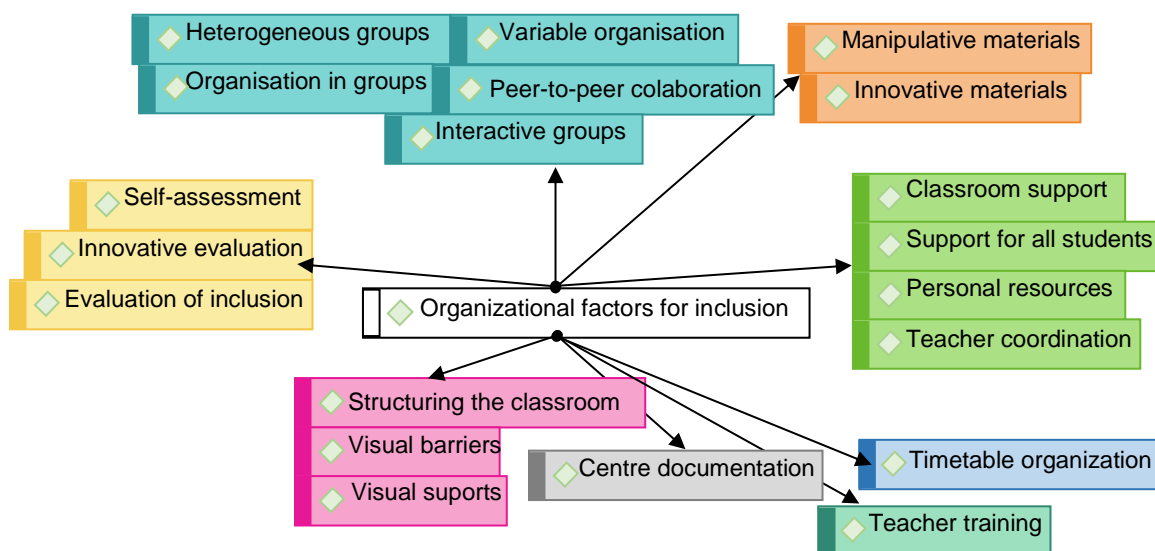 Heterogeneous groups
Variable organisation
Organisation in groups
Peer-to-peer colaboration
Interactive groups
Manipulative materials
Innovative materials
Self-assessment
Innovative evaluation
Evaluation of inclusion
Classroom support
Support for all students
Personal resources
Teacher coordination
Organizational factors for inclusion
Structuring the classroom
Visual barriers
Visual suports
Centre documentation
Timetable organization
Teacher training